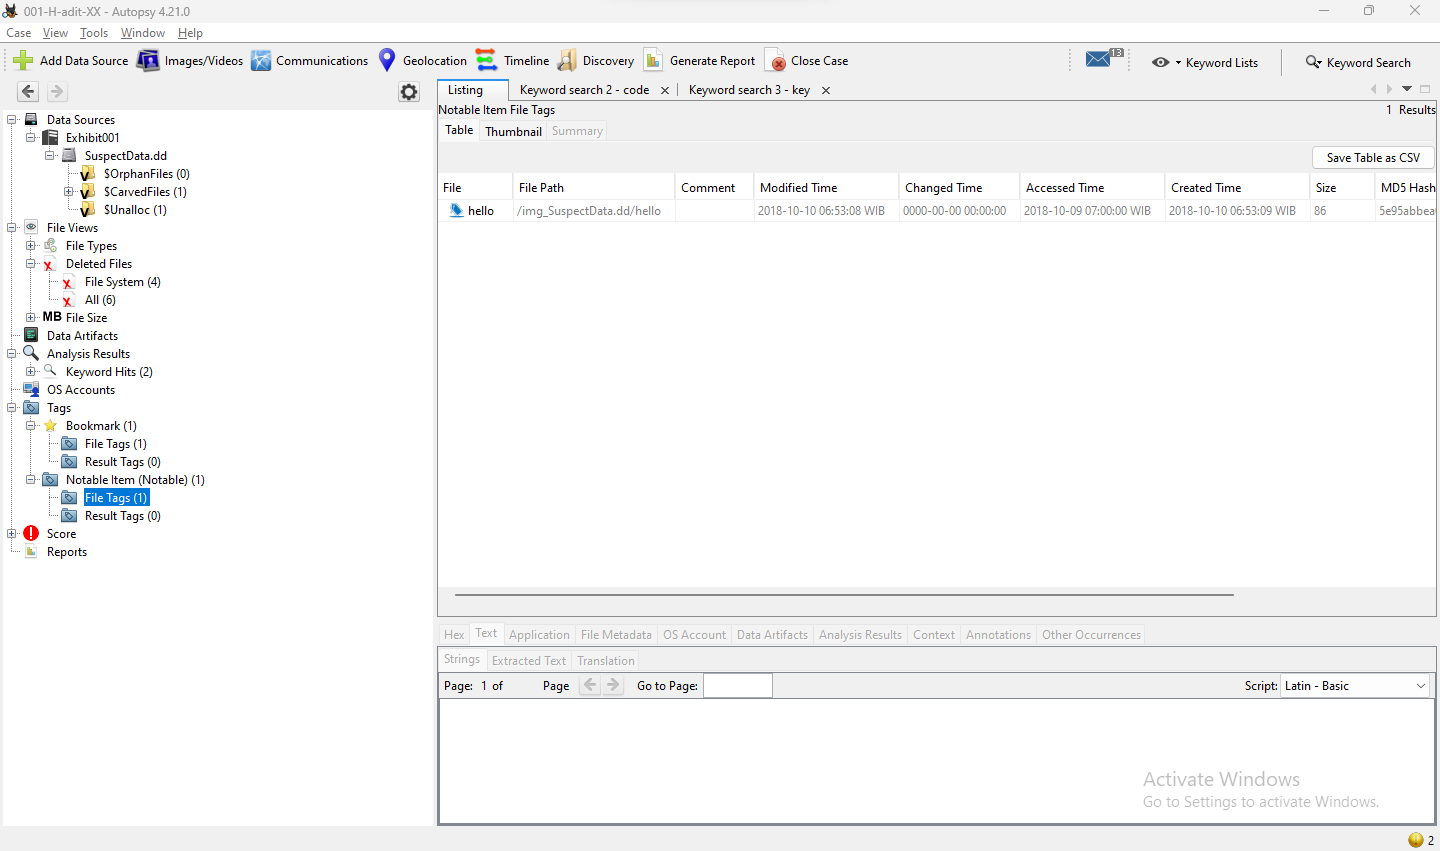 001-H-adit-XX - Autopsy 4.21.0
Case View Tools Window Help
Add Data Source Images/Videos Communications Geolocation Timeline Discovery Generate Report Close Case 13 Keyword Lists Keyword Search
Data Sources
Exhibit001
SuspectData.dd
$OrphanFiles (0)
$CarvedFiles (1)
$Unalloc (1)
File Views
File Types
Deleted Files
File System (4)
All (6)
MB File Size
Data Artifacts
Analysis Results
Keyword Hits (2)
OS Accounts
Tags
Bookmark (1)
File Tags (1)
Result Tags (0)
Notable Item (Notable) (1)
File Tags (1)
Result Tags (0)
Score
Reports
Listing Keyword search 2 - code Keyword search 3 - key
Notable Item File Tags 1 Results
Table Thumbnail Summary
Save Table as CSV
File File Path Comment Modified Time Changed Time Accessed Time Created Time Size MD5 Hash
hello /img_SuspectData.dd/hello 2018-10-10 06:53:08 WIB 0000-00-00 00:00:00 2018-10-09 07:00:00 WIB 2018-10-10 06:53:09 WIB 86 5e95abbea
Hex Text Application File Metadata OS Account Data Artifacts Analysis Results Context Annotations Other Occurrences
Strings Extracted Text Translation
Page: 1 of Page Go to Page: Script: Latin - Basic
Activate Windows
Go to Settings to activate Windows.
2